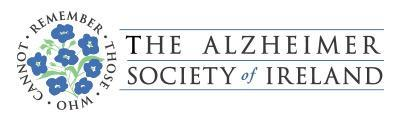 REMEMBER · THOSE · WHO · CANNOT ·
THE ALZHEIMER
SOCIETY of IRELAND